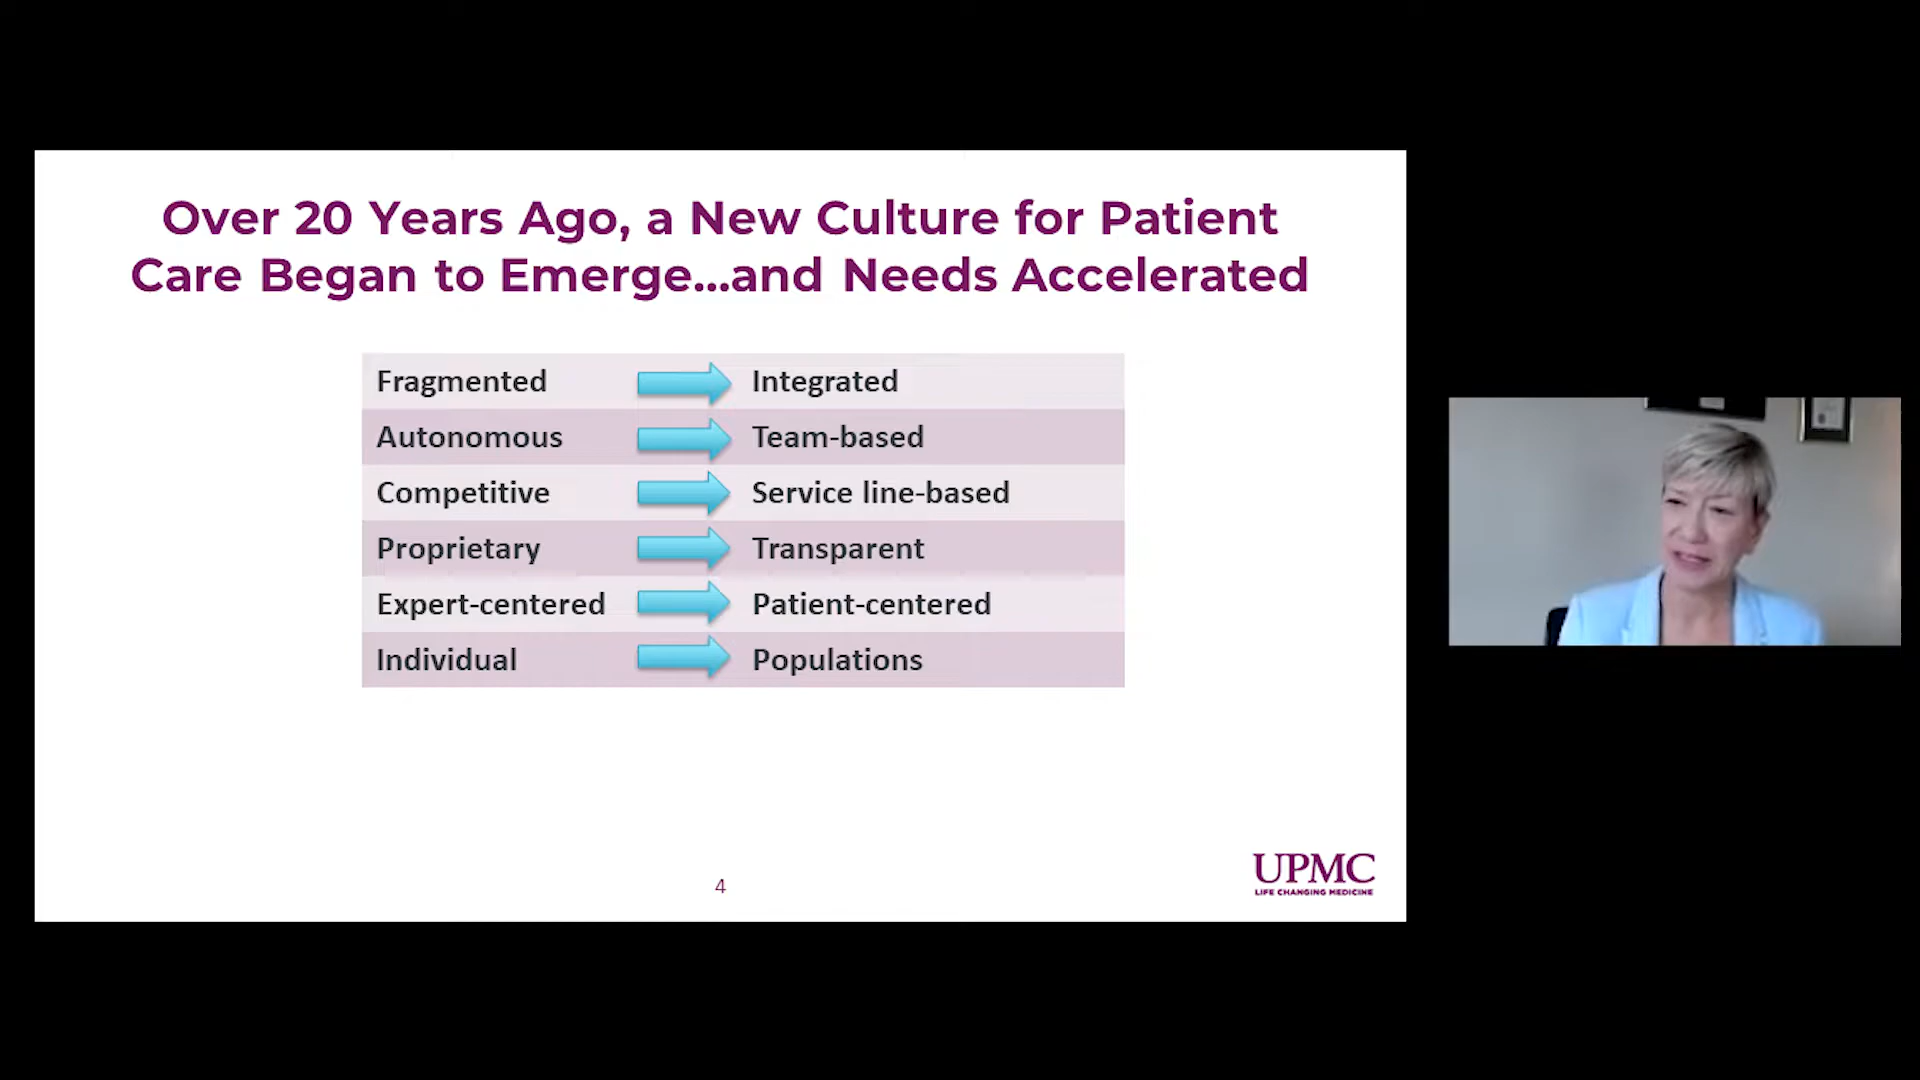 Over 20 Years Ago, a New Culture for Patient
Care Began to Emerge...and Needs Accelerated
Fragmented Integrated
Autonomous Team-based
Competitive Service line-based
Proprietary Transparent
Expert-centered Patient-centered
Individual Populations
4
UPMC
LIFE CHANGING MEDICINE